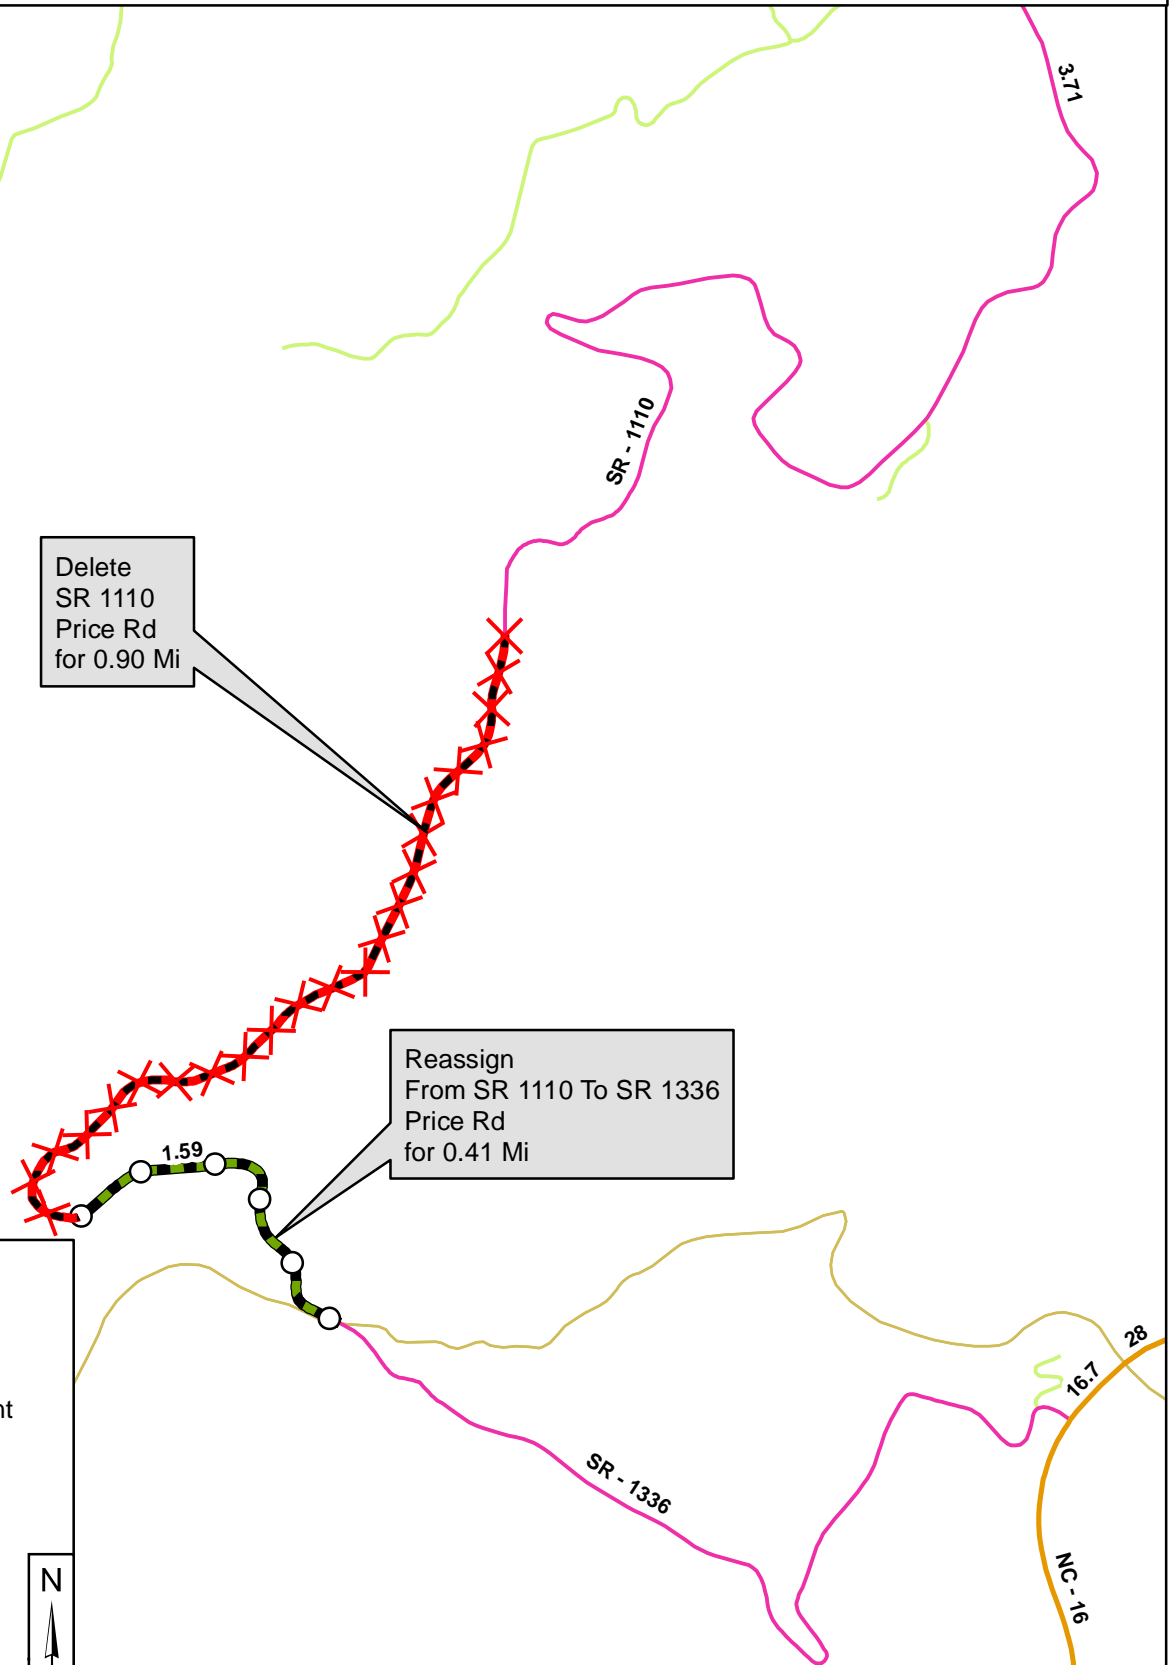 3.71
SR - 1110
Delete
SR 1110
Price Rd
for 0.90 Mi
Reassign
From SR 1110 To SR 1336
Price Rd
for 0.41 Mi
1.59
28
16.7
nt
SR - 1336
NC - 16
N